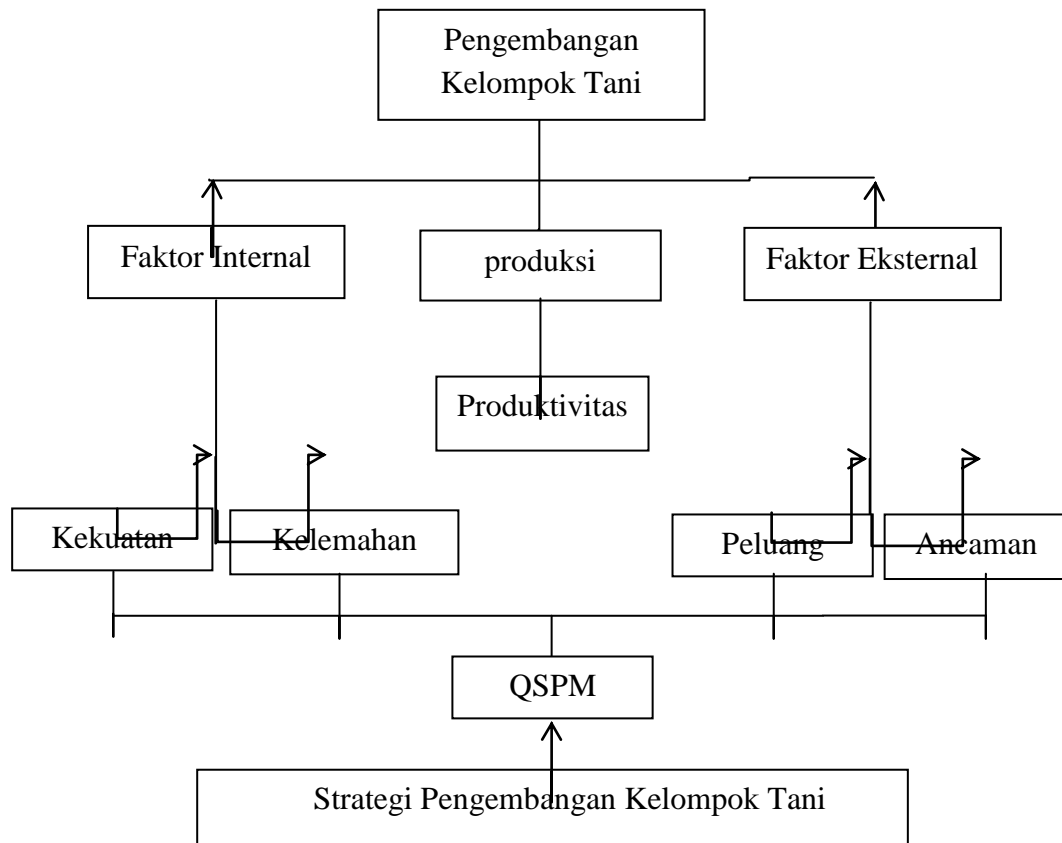 Pengembangan
Kelompok Tani
Faktor Internal
produksi
Faktor Eksternal
Produktivitas
Kekuatan
Kelemahan
Peluang
Ancaman
QSPM
Strategi Pengembangan Kelompok Tani